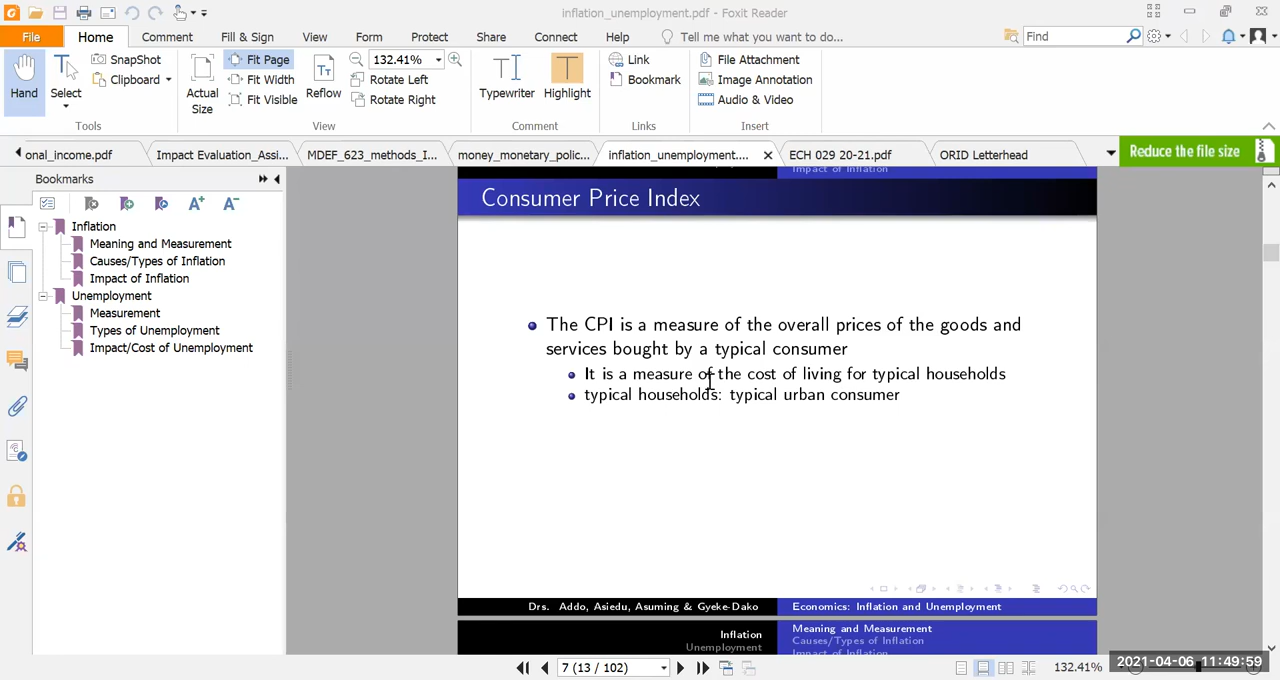 inflation_unemployment.pdf - Foxit Reader
File Home Comment Fill & Sign View Form Protect Share Connect Help Tell me what you want to do... Find
Hand
Select
SnapShot
Clipboard
Tools
Actual Size
Fit Page
Fit Width
Fit Visible
Reflow
132.41%
Rotate Left
Rotate Right
View
Typewriter
Highlight
Comment
Link
Bookmark
Links
File Attachment
Image Annotation
Audio & Video
Insert
onal_income.pdf Impact Evaluation_Assi... MDEF_623_methods_I... money_monetary_polic... inflation_unemployment.... ECH 029 20-21.pdf ORID Letterhead Reduce the file size
Bookmarks
Inflation
Meaning and Measurement
Causes/Types of Inflation
Impact of Inflation
Unemployment
Measurement
Types of Unemployment
Impact/Cost of Unemployment
Impact of Inflation
Consumer Price Index
The CPI is a measure of the overall prices of the goods and
services bought by a typical consumer
It is a measure of the cost of living for typical households
typical households: typical urban consumer
Drs. Addo, Asiedu, Asuming & Gyeke-Dako Economics: Inflation and Unemployment
Inflation
Unemployment
Meaning and Measurement
Causes/Types of Inflation
Impact of Inflation
7 (13 / 102)
132.41%
2021-04-06 11:49:59